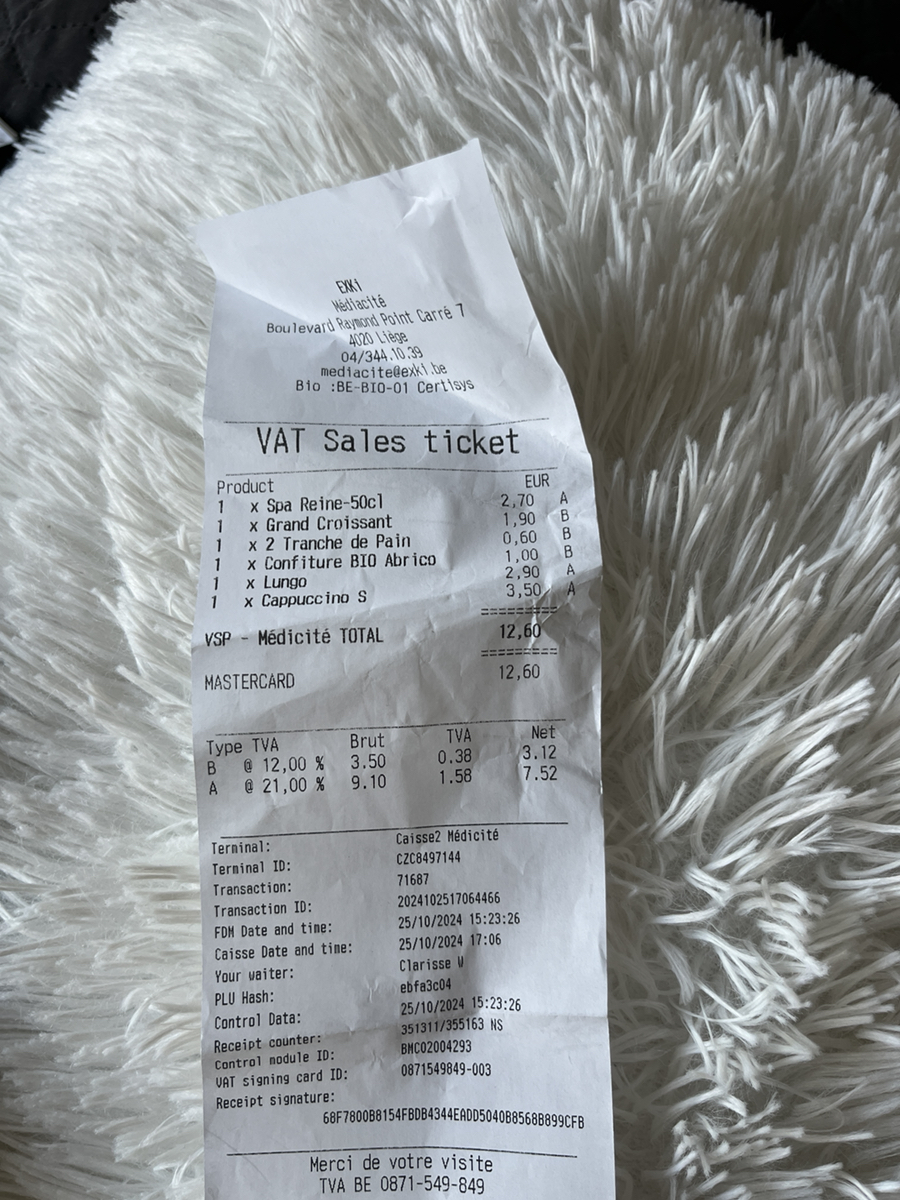 EXKi
Médiacité
Boulevard Raymond Point Carré 7
4020 Liège
04/344.10.39
mediacite@exki.be
Bio :BE-BIO-01 Certisys
VAT Sales ticket
Product EUR
1 x Spa Reine-50cl 2,70 A
1 x Grand Croissant 1,90 B
1 x 2 Tranche de Pain 0,60 B
1 x Confiture BIO Abrico 1,00 B
1 x Lungo 2,90 A
1 x Cappuccino S 3,50 A
=========
VSP - Médicité TOTAL 12,60
=========
MASTERCARD 12,60
Type TVA Brut TVA Net
B @ 12,00 % 3.50 0.38 3.12
A @ 21,00 % 9.10 1.58 7.52
Terminal: Caisse2 Médicité
Terminal ID: CZC8497144
Transaction: 71687
Transaction ID: 2024102517064466
FDM Date and time: 25/10/2024 15:23:26
Caisse Date and time: 25/10/2024 17:06
Your waiter: Clarisse W
PLU Hash: ebfa3c04
Control Data: 25/10/2024 15:23:26
Receipt counter: 351311/355163 NS
Control module ID: BMC02004293
VAT signing card ID: 0871549849-003
Receipt signature:
68F7800B8154FBDB4344EADD5040B8568B899CFB
Merci de votre visite
TVA BE 0871-549-849